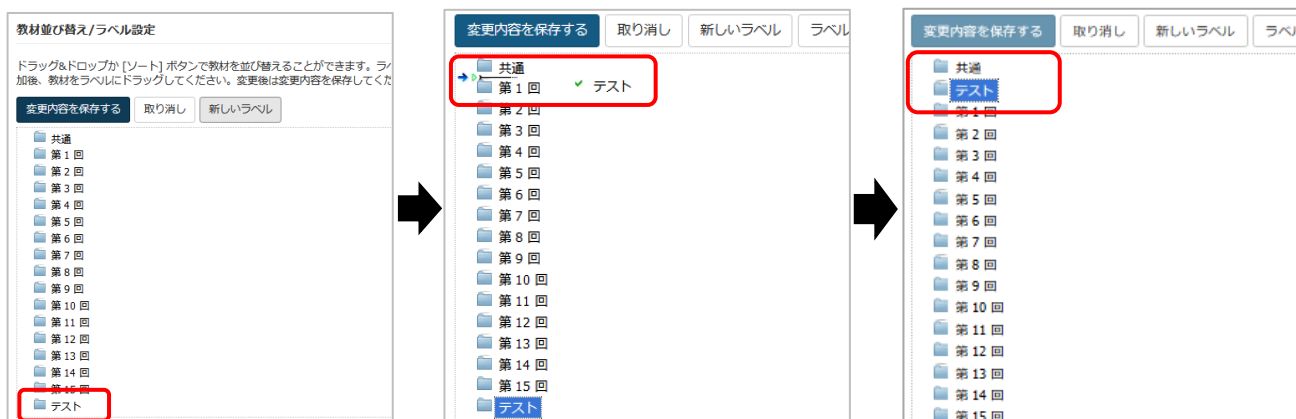 教材並び替え/ラベル設定
ドラッグ&ドロップか [ソート] ボタンで教材を並び替えることができます。ラベ
加後、教材をラベルにドラッグしてください。変更後は変更内容を保存してくだ
変更内容を保存する 取り消し 新しいラベル
共通
第 1 回
第 2 回
第 3 回
第 4 回
第 5 回
第 6 回
第 7 回
第 8 回
第 9 回
第 10 回
第 11 回
第 12 回
第 13 回
第 14 回
第 15 回
テスト
変更内容を保存する 取り消し 新しいラベル ラベル
共通
第 1 回 テスト
第 2 回
第 3 回
第 4 回
第 5 回
第 6 回
第 7 回
第 8 回
第 9 回
第 10 回
第 11 回
第 12 回
第 13 回
第 14 回
第 15 回
テスト
変更内容を保存する 取り消し 新しいラベル ラベ
共通
テスト
第 1 回
第 2 回
第 3 回
第 4 回
第 5 回
第 6 回
第 7 回
第 8 回
第 9 回
第 10 回
第 11 回
第 12 回
第 13 回
第 14 回
第 15 回